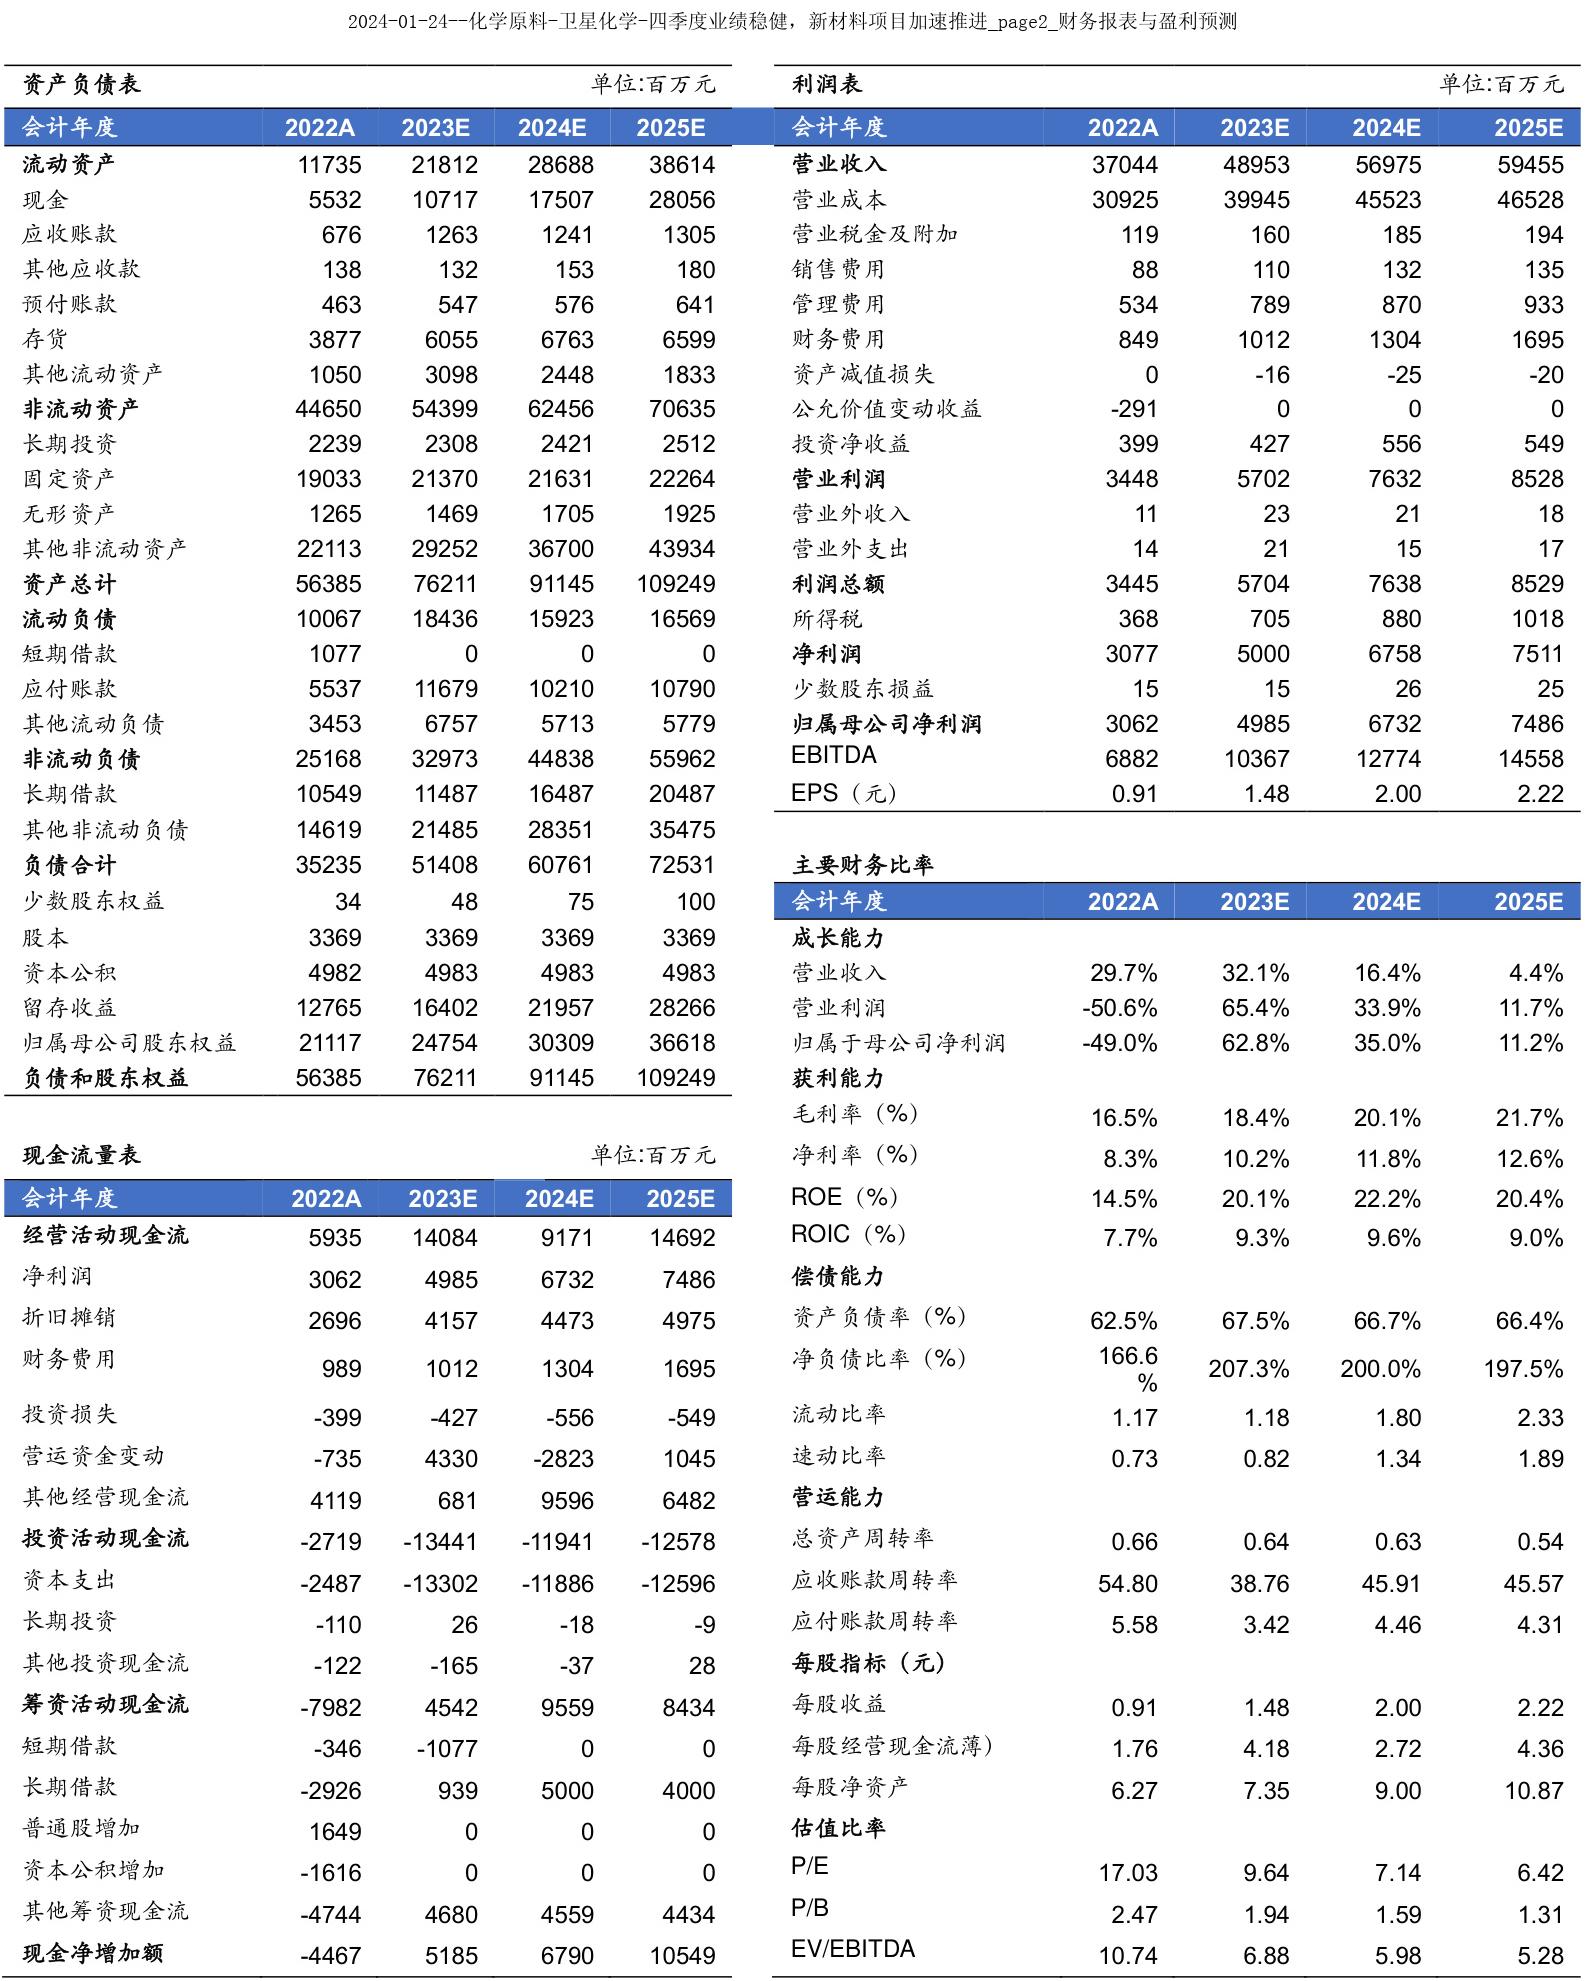 2024-01-24--化学原料-卫星化学-四季度业绩稳健，新材料项目加速推进_page2_财务报表与盈利预测
资产负债表 单位:百万元
会计年度 2022A 2023E 2024E 2025E
流动资产 11735 21812 28688 38614
现金 5532 10717 17507 28056
应收账款 676 1263 1241 1305
其他应收款 138 132 153 180
预付账款 463 547 576 641
存货 3877 6055 6763 6599
其他流动资产 1050 3098 2448 1833
非流动资产 44650 54399 62456 70635
长期投资 2239 2308 2421 2512
固定资产 19033 21370 21631 22264
无形资产 1265 1469 1705 1925
其他非流动资产 22113 29252 36700 43934
资产总计 56385 76211 91145 109249
流动负债 10067 18436 15923 16569
短期借款 1077 0 0 0
应付账款 5537 11679 10210 10790
其他流动负债 3453 6757 5713 5779
非流动负债 25168 32973 44838 55962
长期借款 10549 11487 16487 20487
其他非流动负债 14619 21485 28351 35475
负债合计 35235 51408 60761 72531
少数股东权益 34 48 75 100
股本 3369 3369 3369 3369
资本公积 4982 4983 4983 4983
留存收益 12765 16402 21957 28266
归属母公司股东权益 21117 24754 30309 36618
负债和股东权益 56385 76211 91145 109249
现金流量表 单位:百万元
会计年度 2022A 2023E 2024E 2025E
经营活动现金流 5935 14084 9171 14692
净利润 3062 4985 6732 7486
折旧摊销 2696 4157 4473 4975
财务费用 989 1012 1304 1695
投资损失 -399 -427 -556 -549
营运资金变动 -735 4330 -2823 1045
其他经营现金流 4119 681 9596 6482
投资活动现金流 -2719 -13441 -11941 -12578
资本支出 -2487 -13302 -11886 -12596
长期投资 -110 26 -18 -9
其他投资现金流 -122 -165 -37 28
筹资活动现金流 -7982 4542 9559 8434
短期借款 -346 -1077 0 0
长期借款 -2926 939 5000 4000
普通股增加 1649 0 0 0
资本公积增加 -1616 0 0 0
其他筹资现金流 -4744 4680 4559 4434
现金净增加额 -4467 5185 6790 10549
利润表 单位:百万元
会计年度 2022A 2023E 2024E 2025E
营业收入 37044 48953 56975 59455
营业成本 30925 39945 45523 46528
营业税金及附加 119 160 185 194
销售费用 88 110 132 135
管理费用 534 789 870 933
财务费用 849 1012 1304 1695
资产减值损失 0 -16 -25 -20
公允价值变动收益 -291 0 0 0
投资净收益 399 427 556 549
营业利润 3448 5702 7632 8528
营业外收入 11 23 21 18
营业外支出 14 21 15 17
利润总额 3445 5704 7638 8529
所得税 368 705 880 1018
净利润 3077 5000 6758 7511
少数股东损益 15 15 26 25
归属母公司净利润 3062 4985 6732 7486
EBITDA 6882 10367 12774 14558
EPS（元） 0.91 1.48 2.00 2.22
主要财务比率
会计年度 2022A 2023E 2024E 2025E
成长能力
营业收入 29.7% 32.1% 16.4% 4.4%
营业利润 -50.6% 65.4% 33.9% 11.7%
归属于母公司净利润 -49.0% 62.8% 35.0% 11.2%
获利能力
毛利率（%） 16.5% 18.4% 20.1% 21.7%
净利率（%） 8.3% 10.2% 11.8% 12.6%
ROE（%） 14.5% 20.1% 22.2% 20.4%
ROIC（%） 7.7% 9.3% 9.6% 9.0%
偿债能力
资产负债率（%） 62.5% 67.5% 66.7% 66.4%
净负债比率（%） 166.6% 207.3% 200.0% 197.5%
流动比率 1.17 1.18 1.80 2.33
速动比率 0.73 0.82 1.34 1.89
营运能力
总资产周转率 0.66 0.64 0.63 0.54
应收账款周转率 54.80 38.76 45.91 45.57
应付账款周转率 5.58 3.42 4.46 4.31
每股指标（元）
每股收益 0.91 1.48 2.00 2.22
每股经营现金流薄） 1.76 4.18 2.72 4.36
每股净资产 6.27 7.35 9.00 10.87
估值比率
P/E 17.03 9.64 7.14 6.42
P/B 2.47 1.94 1.59 1.31
EV/EBITDA 10.74 6.88 5.98 5.28